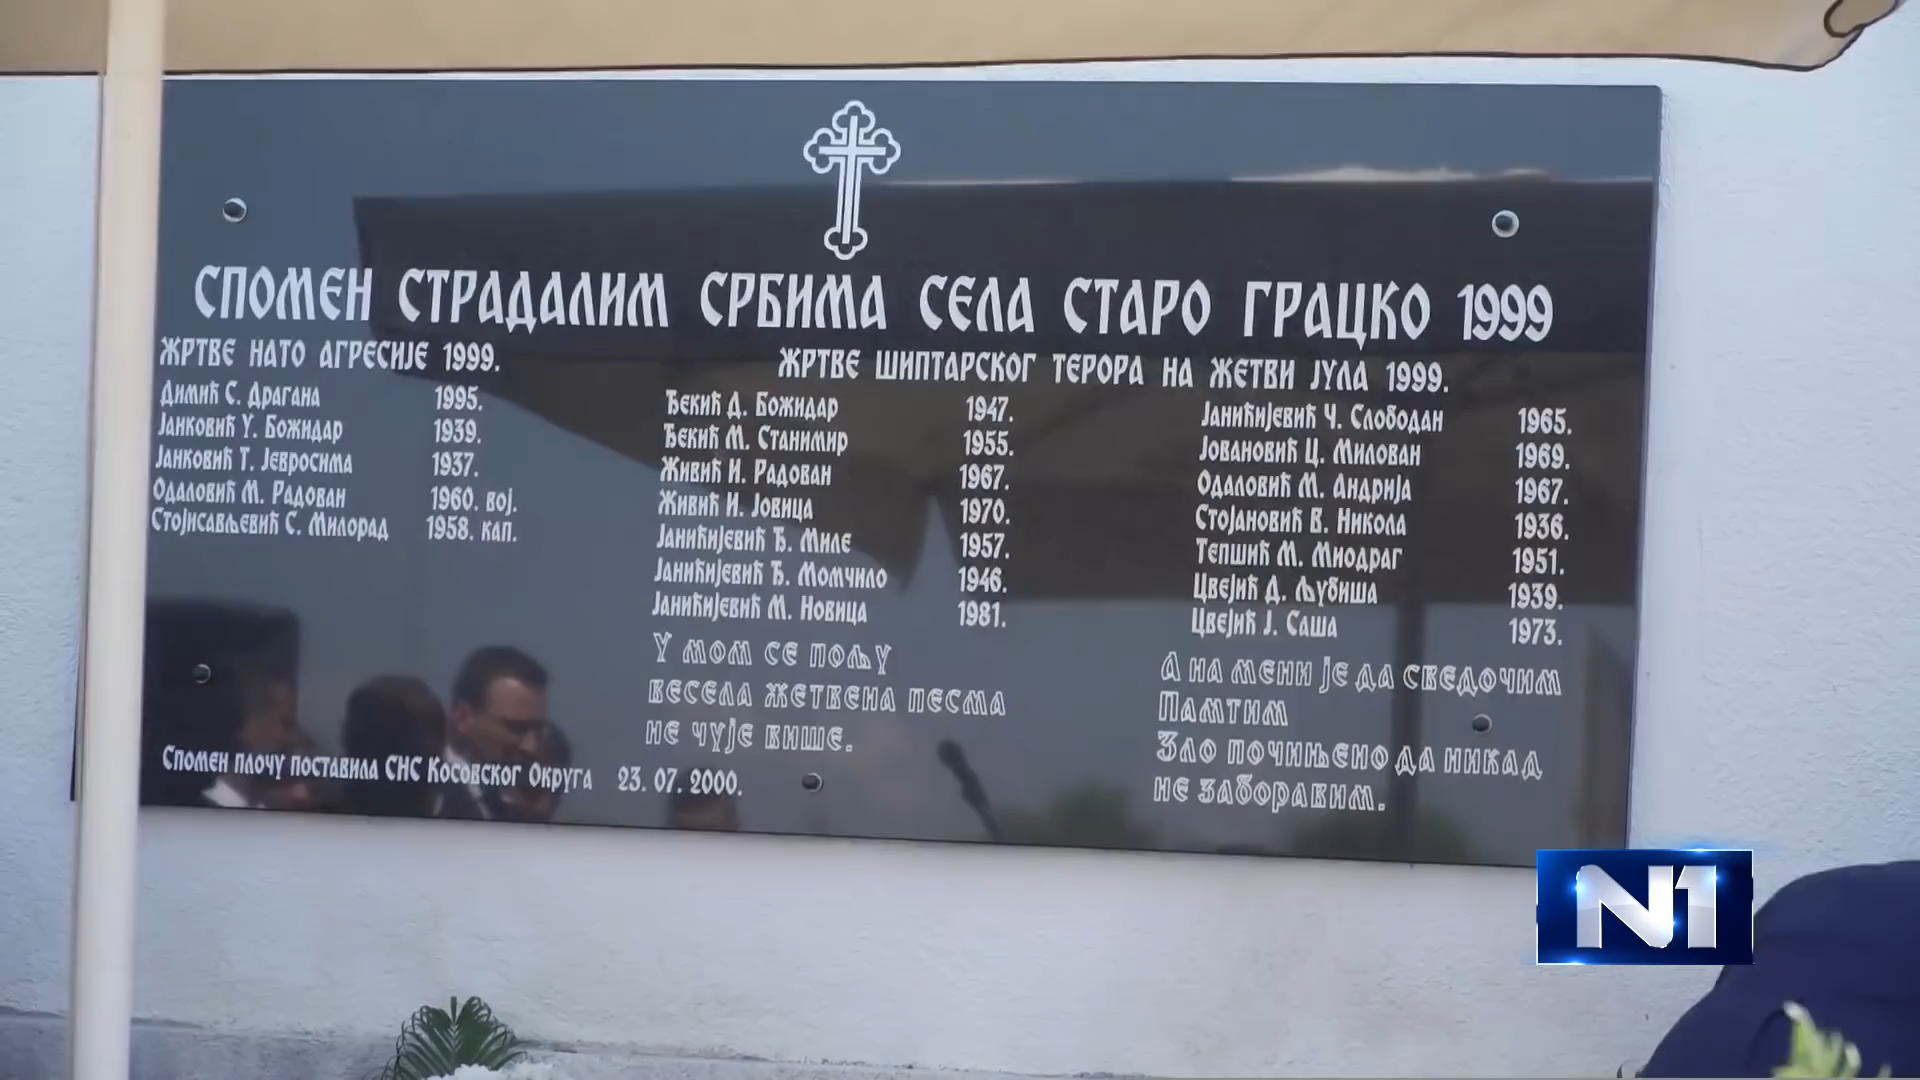 СПОМЕН СТРАДАЛИМ СРБИМА СЕЛА СТАРО ГРАЦКО 1999
ЖРТВЕ НАТО АГРЕСИЈЕ 1999.
Димић С. Драгана 1995.
Јанковић У. Божидар 1939.
Јанковић Т. Јевросима 1937.
Одаловић М. Радован 1960. вој.
Стојисављевић С. Милорад 1958. кап.
ЖРТВЕ ШИПТАРСКОГ ТЕРОРА НА ЖЕТВИ ЈУЛА 1999.
Ђекић Д. Божидар 1947.
Ђекић М. Станимир 1955.
Живић И. Радован 1967.
Живић И. Јовица 1970.
Јанићијевић Ђ. Миле 1957.
Јанићијевић Ђ. Момчило 1946.
Јанићијевић М. Новица 1981.
Јанићијевић Ч. Слободан 1965.
Јовановић Ц. Милован 1969.
Одаловић М. Андрија 1967.
Стојановић В. Никола 1936.
Тепшић М. Миодраг 1951.
Цвејић Д. Љубиша 1939.
Цвејић Ј. Саша 1973.
У мом се пољу
весела жетвена песма
не чује више.
А на мени је да сведочим
Памтим
Зло почињено да никад
не заборавим.
Спомен плочу поставила СНС Косовског Округа 23. 07. 2000.
N1